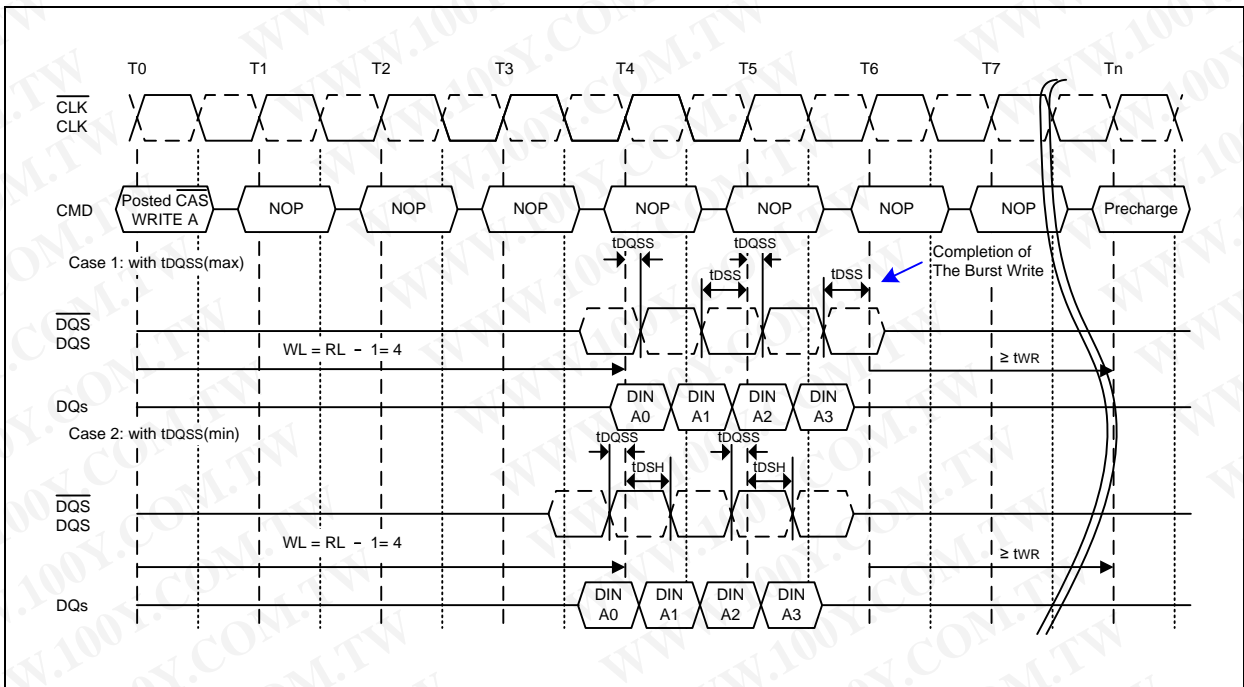 T0 T1 T2 T3 T4 T5 T6 T7 Tn
CLK
CLK
CMD
Posted CAS
WRITE A
NOP NOP NOP NOP NOP NOP NOP Precharge
Case 1: with tDQSS(max)
tDQSS tDQSS
tDSS tDSS
Completion of
The Burst Write
DQS
DQS
WL = RL - 1= 4
≥ tWR
DQs
DIN A0
DIN A1
DIN A2
DIN A3
Case 2: with tDQSS(min)
tDQSS tDQSS
tDSH tDSH
DQS
DQS
WL = RL - 1= 4
≥ tWR
DQs
DIN A0
DIN A1
DIN A2
DIN A3
WWW.100Y.COM.TW